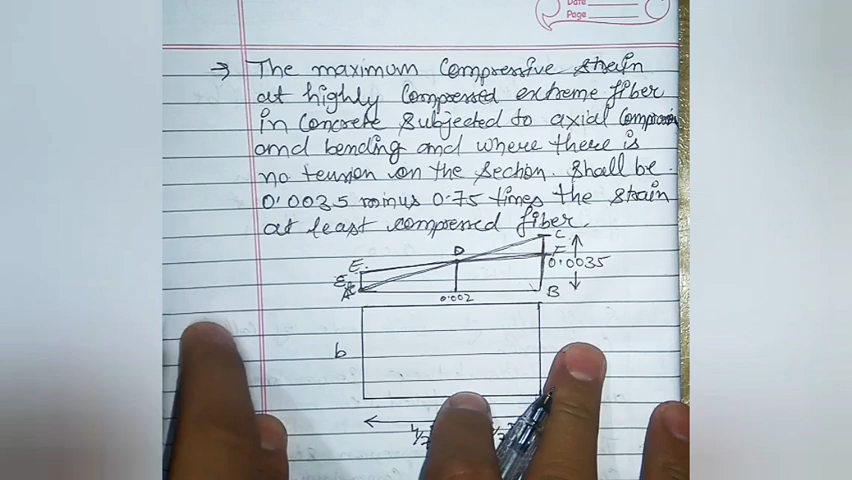 Date
Page
→ The maximum Compressive strain
at highly Compressed extreme fiber
in concrete subjected to axial
and bending and where there is
no tension on the section. shall be
0.0035 minus 0.75 times the strain
at least compressed fiber.
C
D
F
E
0.0035
A
0.002
B
b